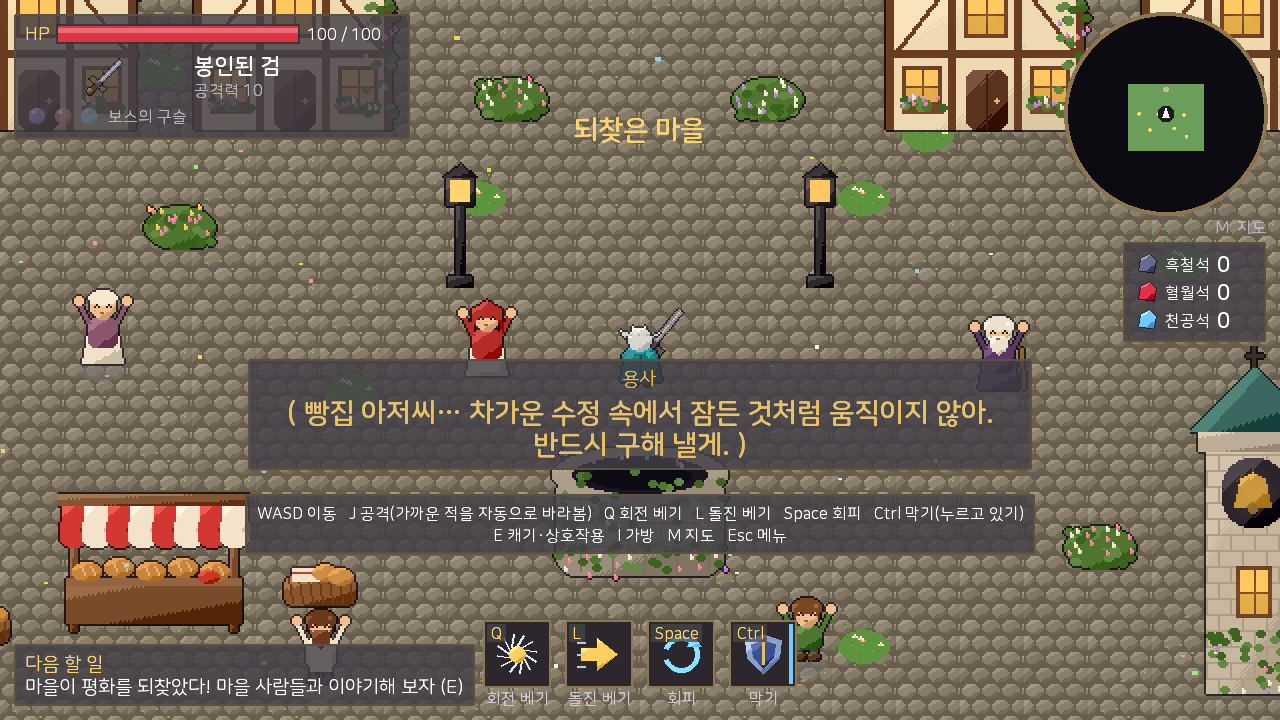 HP 100 / 100
봉인된 검
공격력 10
보스의 구슬
되찾은 마을
M 지도
흑철석 0
혈월석 0
천공석 0
용사
( 빵집 아저씨… 차가운 수정 속에서 잠든 것처럼 움직이지 않아.
반드시 구해 낼게. )
WASD 이동 J 공격(가까운 적을 자동으로 바라봄) Q 회전 베기 L 돌진 베기 Space 회피 Ctrl 막기(누르고 있기)
E 캐기·상호작용 I 가방 M 지도 Esc 메뉴
다음 할 일
마을이 평화를 되찾았다! 마을 사람들과 이야기해 보자 (E)
Q L Space Ctrl
회전 베기 돌진 베기 회피 막기